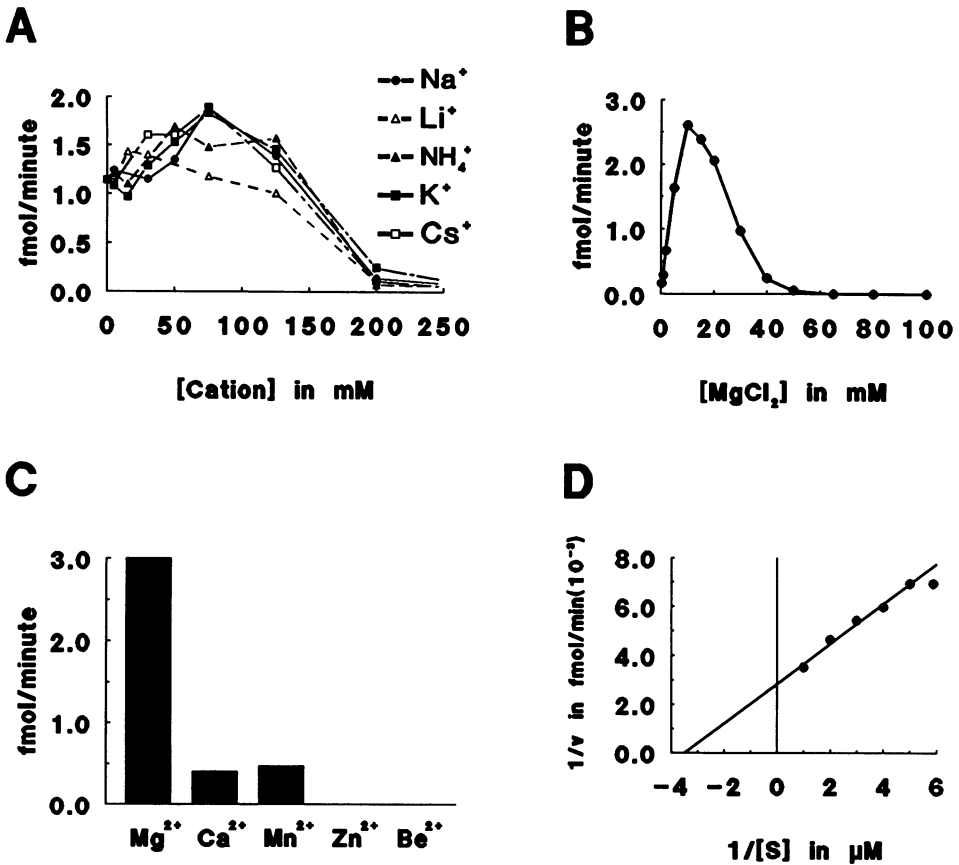 A
fmol/minute
2.0
1.5
1.0
0.5
0.0
0 50 100 150 200 250
[Cation] in mM
Na⁺
Li⁺
NH₄⁺
K⁺
Cs⁺
B
fmol/minute
3.0
2.0
1.0
0.0
0 20 40 60 80 100
[MgCl₂] in mM
C
fmol/minute
3.0
2.0
1.0
0.0
Mg²⁺ Ca²⁺ Mn²⁺ Zn²⁺ Be²⁺
D
1/v in fmol/min(10⁻³)
8.0
6.0
4.0
2.0
0.0
−4 −2 0 2 4 6
1/[S] in µM